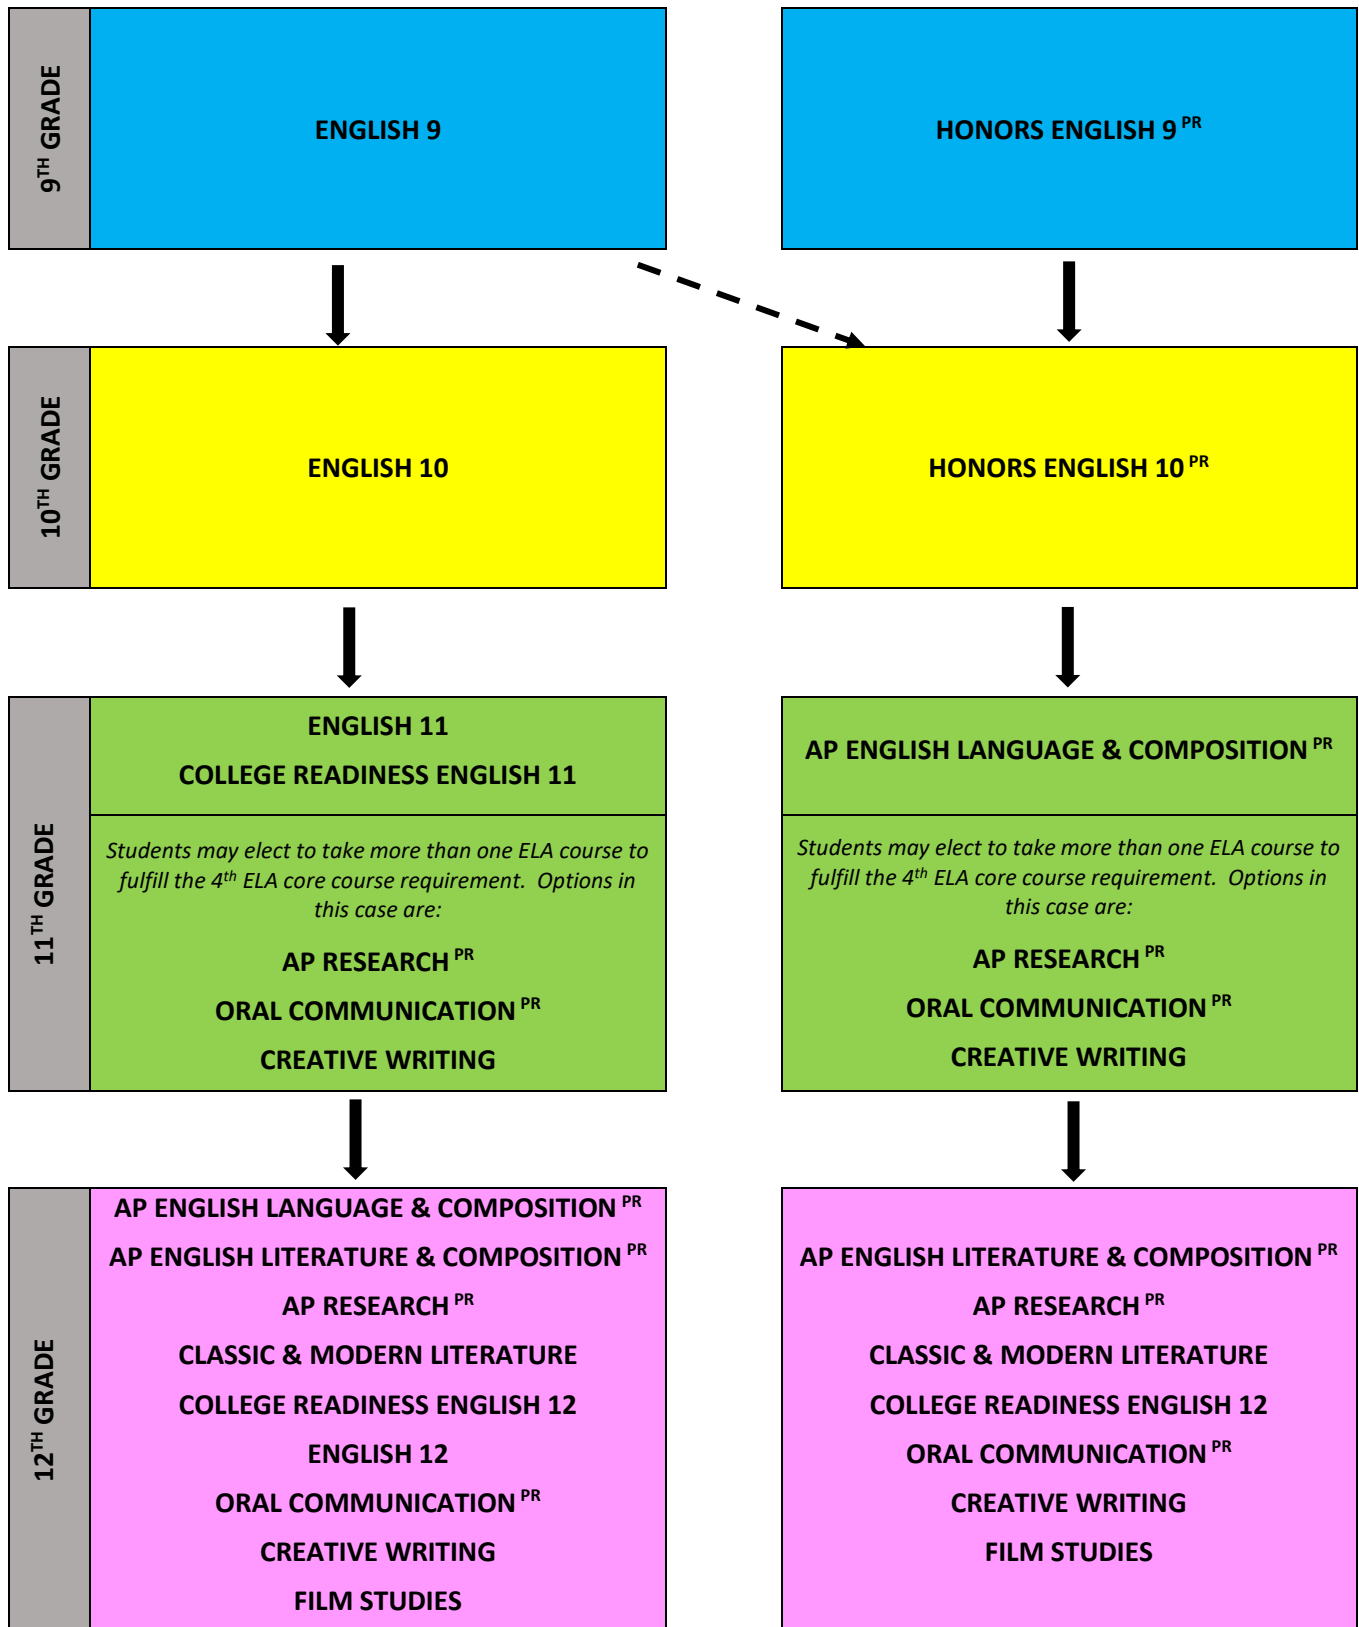 9TH GRADE
ENGLISH 9
HONORS ENGLISH 9 PR
10TH GRADE
ENGLISH 10
HONORS ENGLISH 10 PR
11TH GRADE
ENGLISH 11
COLLEGE READINESS ENGLISH 11
Students may elect to take more than one ELA course to
fulfill the 4th ELA core course requirement.  Options in
this case are:
AP RESEARCH PR
ORAL COMMUNICATION PR
CREATIVE WRITING
AP ENGLISH LANGUAGE & COMPOSITION PR
Students may elect to take more than one ELA course to
fulfill the 4th ELA core course requirement.  Options in
this case are:
AP RESEARCH PR
ORAL COMMUNICATION PR
CREATIVE WRITING
12TH GRADE
AP ENGLISH LANGUAGE & COMPOSITION PR
AP ENGLISH LITERATURE & COMPOSITION PR
AP RESEARCH PR
CLASSIC & MODERN LITERATURE
COLLEGE READINESS ENGLISH 12
ENGLISH 12
ORAL COMMUNICATION PR
CREATIVE WRITING
FILM STUDIES
AP ENGLISH LITERATURE & COMPOSITION PR
AP RESEARCH PR
CLASSIC & MODERN LITERATURE
COLLEGE READINESS ENGLISH 12
ORAL COMMUNICATION PR
CREATIVE WRITING
FILM STUDIES